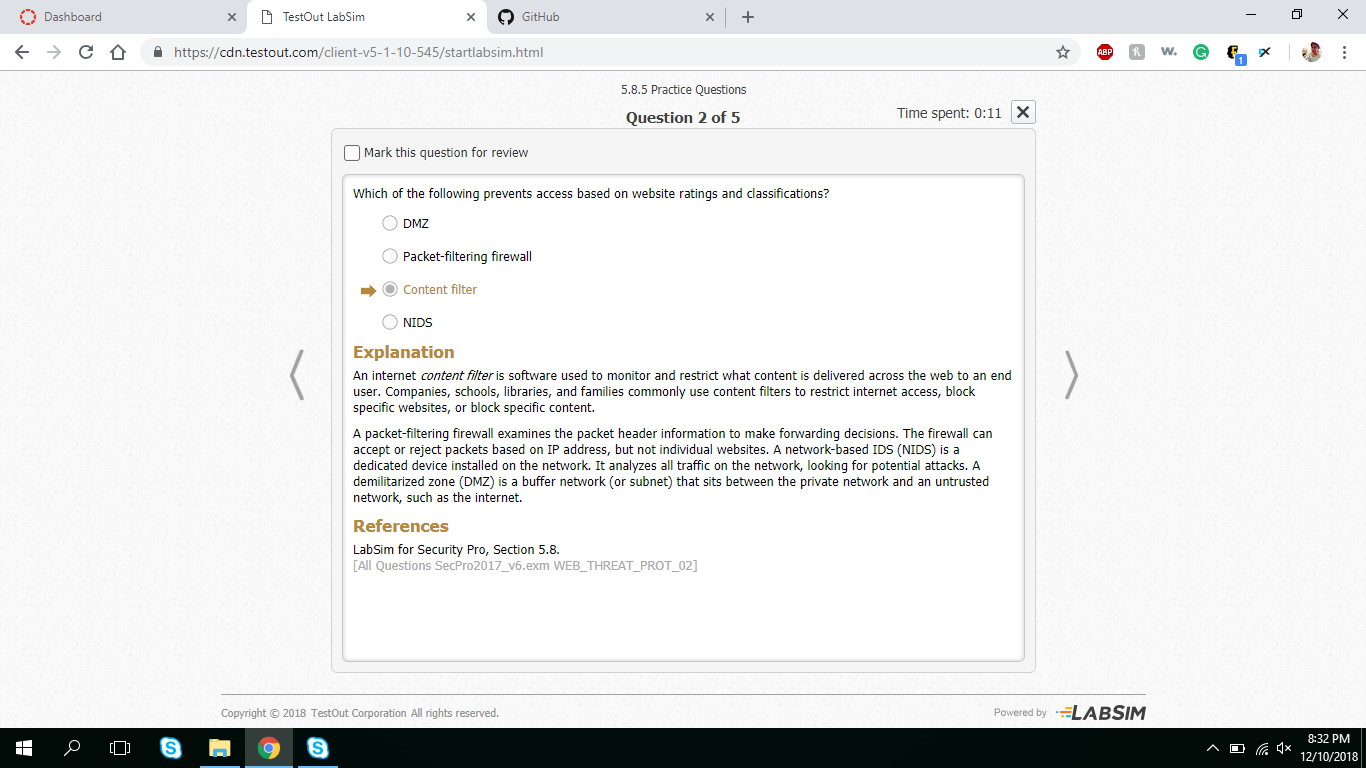 Dashboard
TestOut LabSim
GitHub
https://cdn.testout.com/client-v5-1-10-545/startlabsim.html
ABP
w.
1
5.8.5 Practice Questions
Question 2 of 5
Time spent: 0:11
Mark this question for review
Which of the following prevents access based on website ratings and classifications?
DMZ
Packet-filtering firewall
Content filter
NIDS
Explanation
An internet content filter is software used to monitor and restrict what content is delivered across the web to an end
user. Companies, schools, libraries, and families commonly use content filters to restrict internet access, block
specific websites, or block specific content.
A packet-filtering firewall examines the packet header information to make forwarding decisions. The firewall can
accept or reject packets based on IP address, but not individual websites. A network-based IDS (NIDS) is a
dedicated device installed on the network. It analyzes all traffic on the network, looking for potential attacks. A
demilitarized zone (DMZ) is a buffer network (or subnet) that sits between the private network and an untrusted
network, such as the internet.
References
LabSim for Security Pro, Section 5.8.
[All Questions SecPro2017_v6.exm WEB_THREAT_PROT_02]
Copyright © 2018 TestOut Corporation All rights reserved.
Powered by LABSIM
8:32 PM
12/10/2018